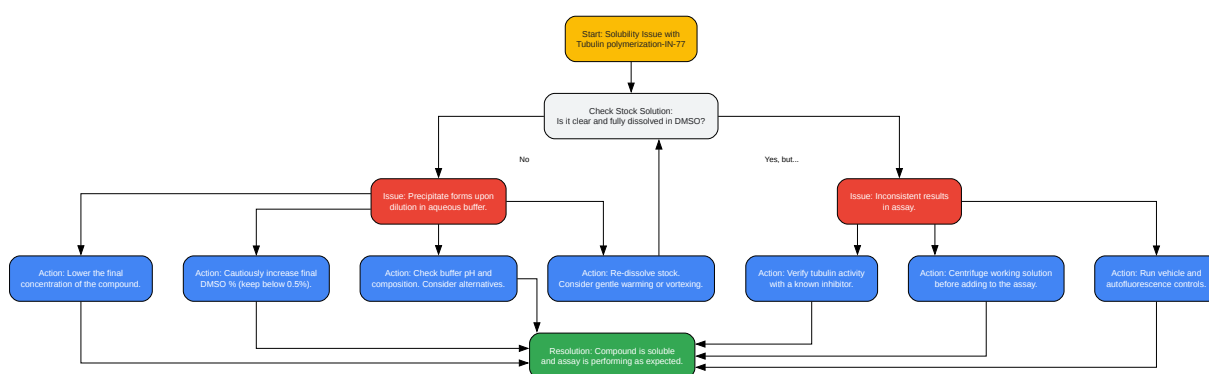 Start: Solubility Issue with
Tubulin polymerization-IN-77
Check Stock Solution:
Is it clear and fully dissolved in DMSO?
No
Yes, but...
Issue: Precipitate forms upon
dilution in aqueous buffer.
Issue: Inconsistent results
in assay.
Action: Lower the final
concentration of the compound.
Action: Cautiously increase final
DMSO % (keep below 0.5%).
Action: Check buffer pH and
composition. Consider alternatives.
Action: Re-dissolve stock.
Consider gentle warming or vortexing.
Action: Verify tubulin activity
with a known inhibitor.
Action: Centrifuge working solution
before adding to the assay.
Action: Run vehicle and
autofluorescence controls.
Resolution: Compound is soluble
and assay is performing as expected.